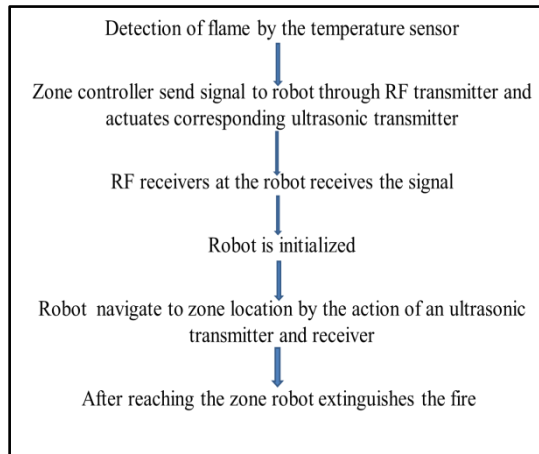 Detection of flame by the temperature sensor
Zone controller send signal to robot through RF transmitter and
actuates corresponding ultrasonic transmitter
RF receivers at the robot receives the signal
Robot is initialized
Robot navigate to zone location by the action of an ultrasonic
transmitter and receiver
After reaching the zone robot extinguishes the fire